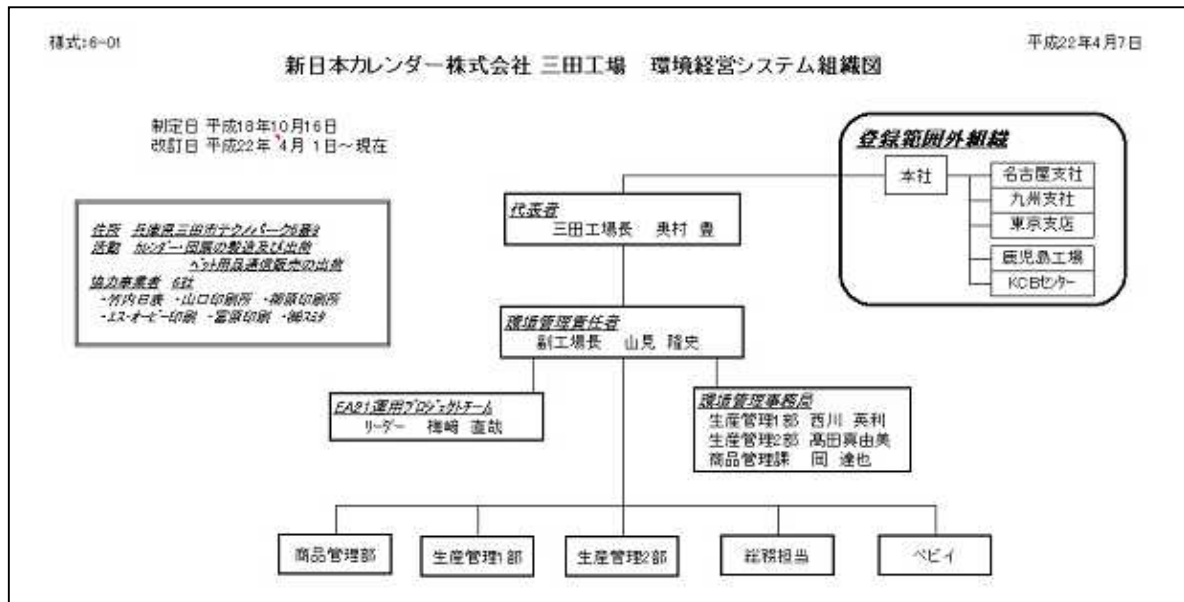 様式:6-01
平成22年4月7日
新日本カレンダー株式会社 三田工場 環境経営システム組織図
制定日 平成18年10月16日
改訂日 平成22年 4月 1日～現在
登録範囲外組織
本社
名古屋支社
九州支社
東京支店
鹿児島工場
KCBセンター
代表者
三田工場長 奥村 豊
住所 兵庫県三田市テクノパーク6番9
活動 カレンダー・団扇の製造及び出荷
ペット用品通信販売の出荷
協力事業者 6社
・竹内日表 ・山口印刷所 ・
・エス・オービー印刷 ・冨原印刷 ・㈱スミタ
環境管理責任者
副工場長 山見 隆史
EA21運用プロジェクトチーム
リーダー 梅崎 直哉
環境管理事務局
生産管理1部 西川 英利
生産管理2部 髙田真由美
商品管理課 岡 達也
商品管理部
生産管理1部
生産管理2部
総務担当
ペピイ